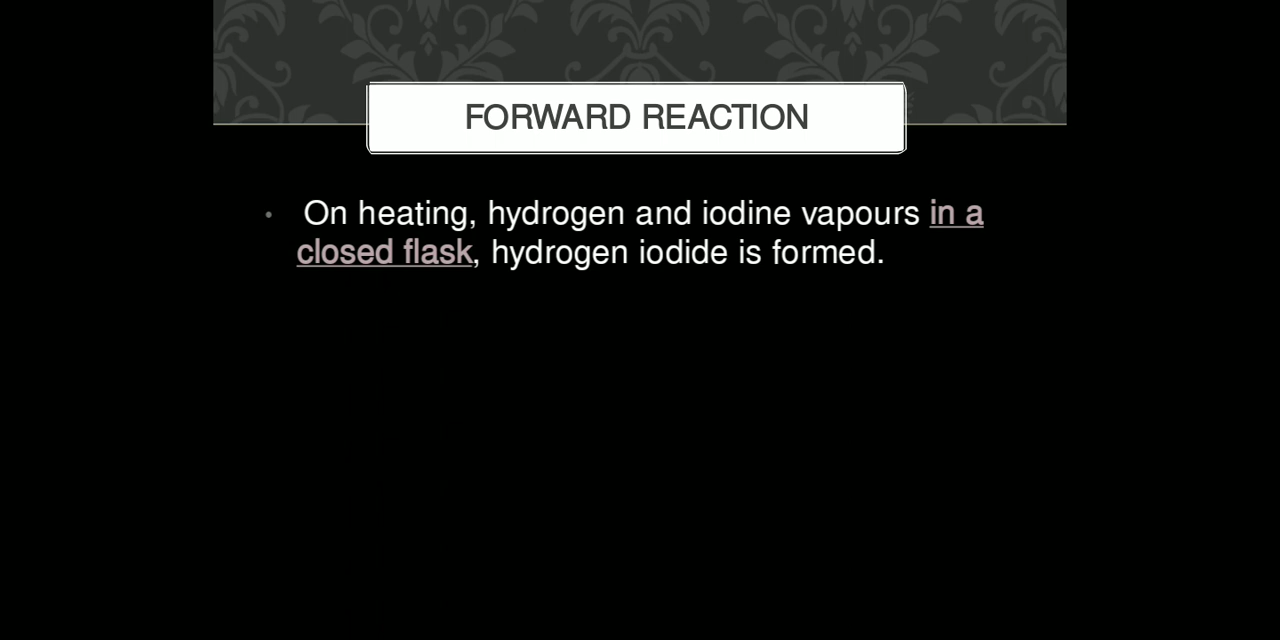 FORWARD REACTION
• On heating, hydrogen and iodine vapours in a
closed flask, hydrogen iodide is formed.